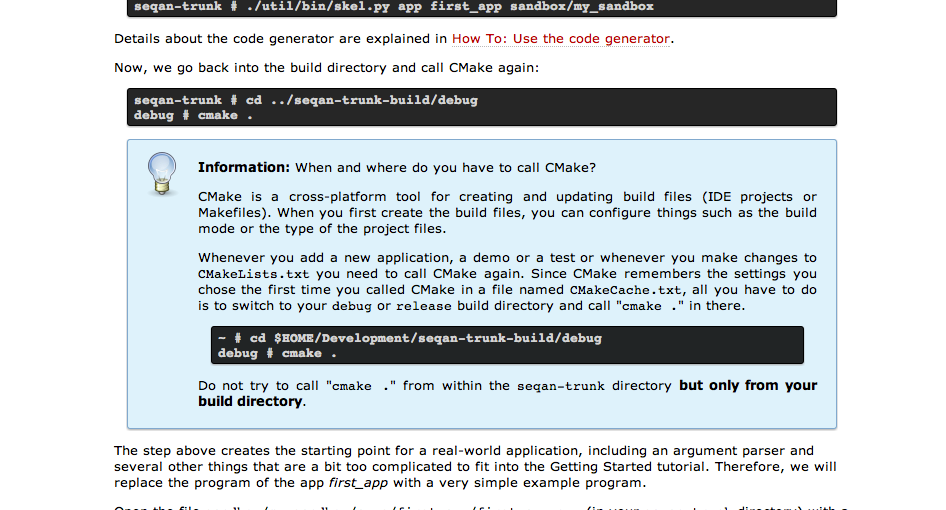 seqan-trunk # ./util/bin/skel.py app first_app sandbox/my_sandbox
Details about the code generator are explained in How To: Use the code generator.
Now, we go back into the build directory and call CMake again:
seqan-trunk # cd ../seqan-trunk-build/debug
debug # cmake .
Information: When and where do you have to call CMake?
CMake is a cross-platform tool for creating and updating build files (IDE projects or
Makefiles). When you first create the build files, you can configure things such as the build
mode or the type of the project files.
Whenever you add a new application, a demo or a test or whenever you make changes to
CMakeLists.txt you need to call CMake again. Since CMake remembers the settings you
chose the first time you called CMake in a file named CMakeCache.txt, all you have to do
is to switch to your debug or release build directory and call "cmake ." in there.
~ # cd $HOME/Development/seqan-trunk-build/debug
debug # cmake .
Do not try to call "cmake ." from within the seqan-trunk directory but only from your
build directory.
The step above creates the starting point for a real-world application, including an argument parser and
several other things that are a bit too complicated to fit into the Getting Started tutorial. Therefore, we will
replace the program of the app first_app with a very simple example program.